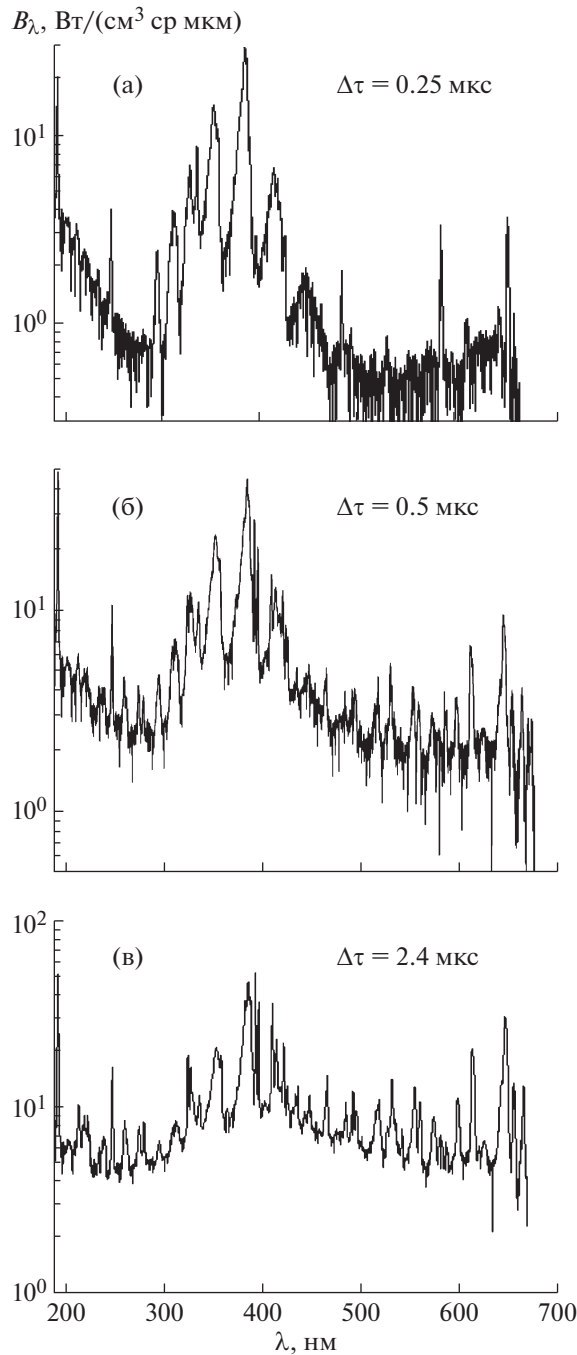 Bλ, Вт/(см³ ср мкм)
(а) Δτ = 0.25 мкс
10¹
10⁰
(б) Δτ = 0.5 мкс
10¹
10⁰
10²
(в) Δτ = 2.4 мкс
10¹
10⁰
200 300 400 500 600 700
λ, нм